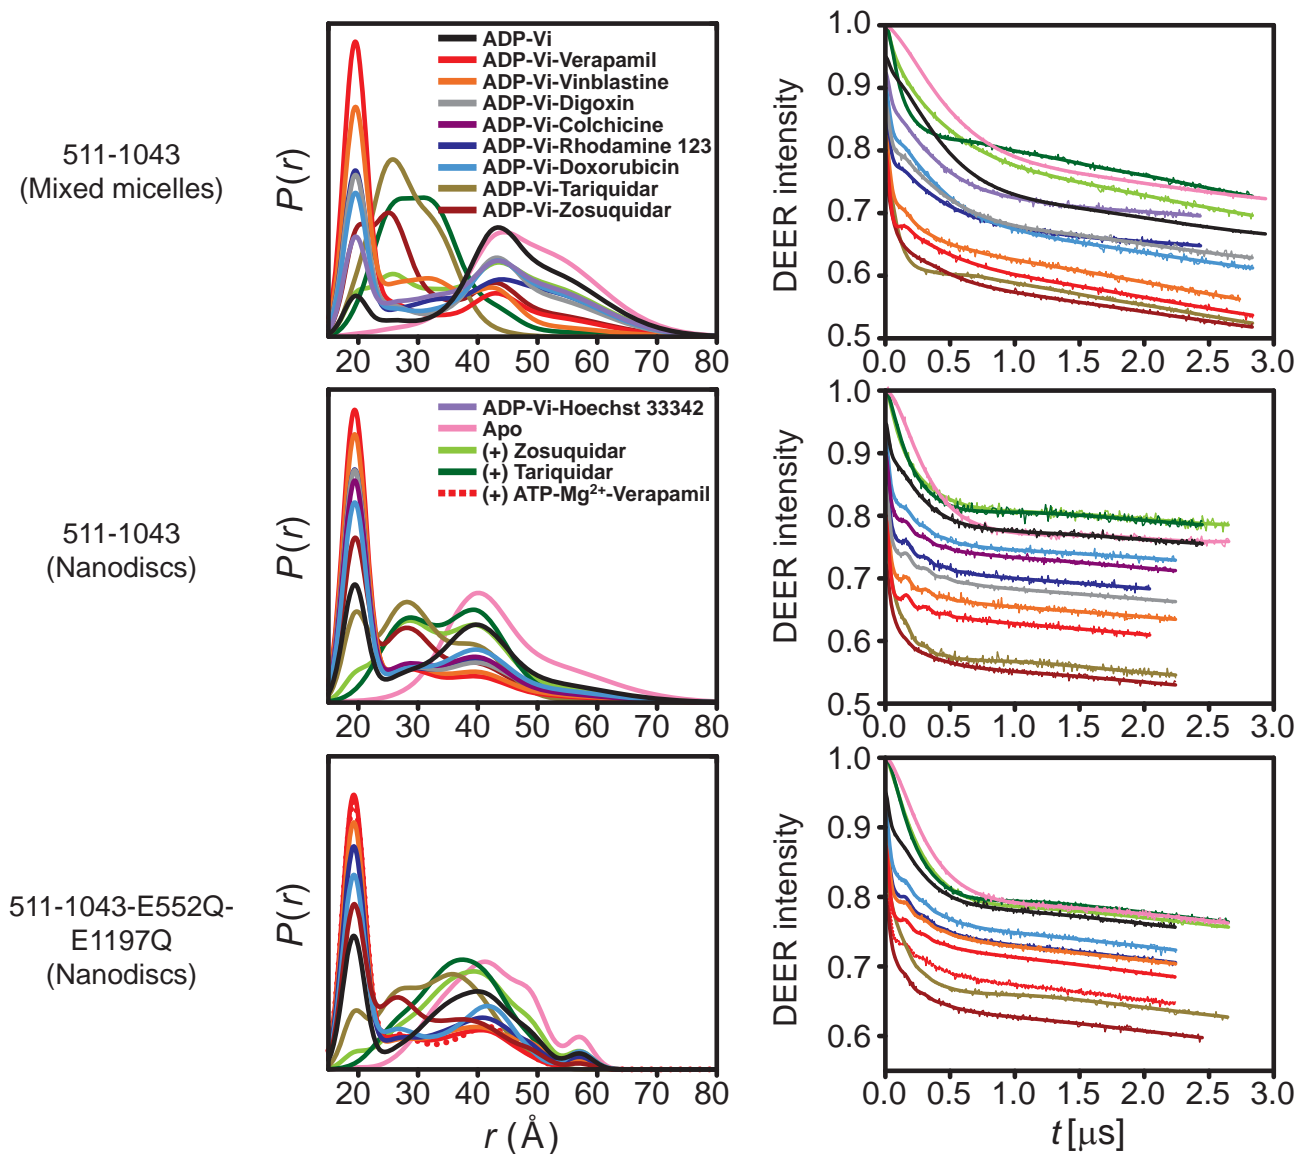 511-1043
(Mixed micelles)
P(r)
ADP-Vi
ADP-Vi-Verapamil
ADP-Vi-Vinblastine
ADP-Vi-Digoxin
ADP-Vi-Colchicine
ADP-Vi-Rhodamine 123
ADP-Vi-Doxorubicin
ADP-Vi-Tariquidar
ADP-Vi-Zosuquidar
20 30 40 50 60 70 80
DEER intensity
1.0
0.9
0.8
0.7
0.6
0.5
0.0 0.5 1.0 1.5 2.0 2.5 3.0
511-1043
(Nanodiscs)
P(r)
ADP-Vi-Hoechst 33342
Apo
(+) Zosuquidar
(+) Tariquidar
(+) ATP-Mg²⁺-Verapamil
20 30 40 50 60 70 80
DEER intensity
1.0
0.9
0.8
0.7
0.6
0.5
0.0 0.5 1.0 1.5 2.0 2.5 3.0
511-1043-E552Q-
E1197Q
(Nanodiscs)
P(r)
20 30 40 50 60 70 80
r (Å)
DEER intensity
1.0
0.9
0.8
0.7
0.6
0.0 0.5 1.0 1.5 2.0 2.5 3.0
t [μs]